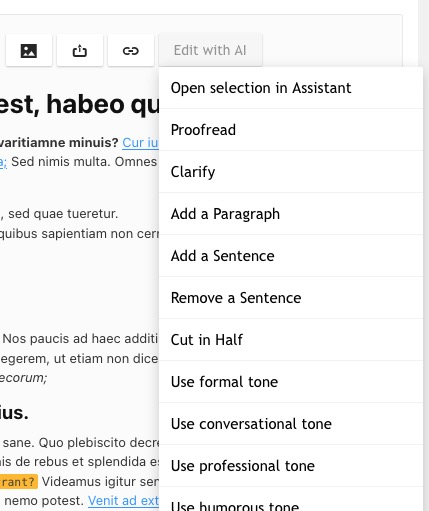 Edit with AI
est, habeo qu
varitiamne minuis? Cur iu
a; Sed nimis multa. Omnes
, sed quae tueretur.
quibus sapientiam non cerr
Nos paucis ad haec additi
egerem, ut etiam non dice
ecorum;
ius.
sane. Quo plebiscito decre
is de rebus et splendida es
rant? Videamus igitur sen
nemo potest. Venit ad ext
Open selection in Assistant
Proofread
Clarify
Add a Paragraph
Add a Sentence
Remove a Sentence
Cut in Half
Use formal tone
Use conversational tone
Use professional tone
Use humorous tone